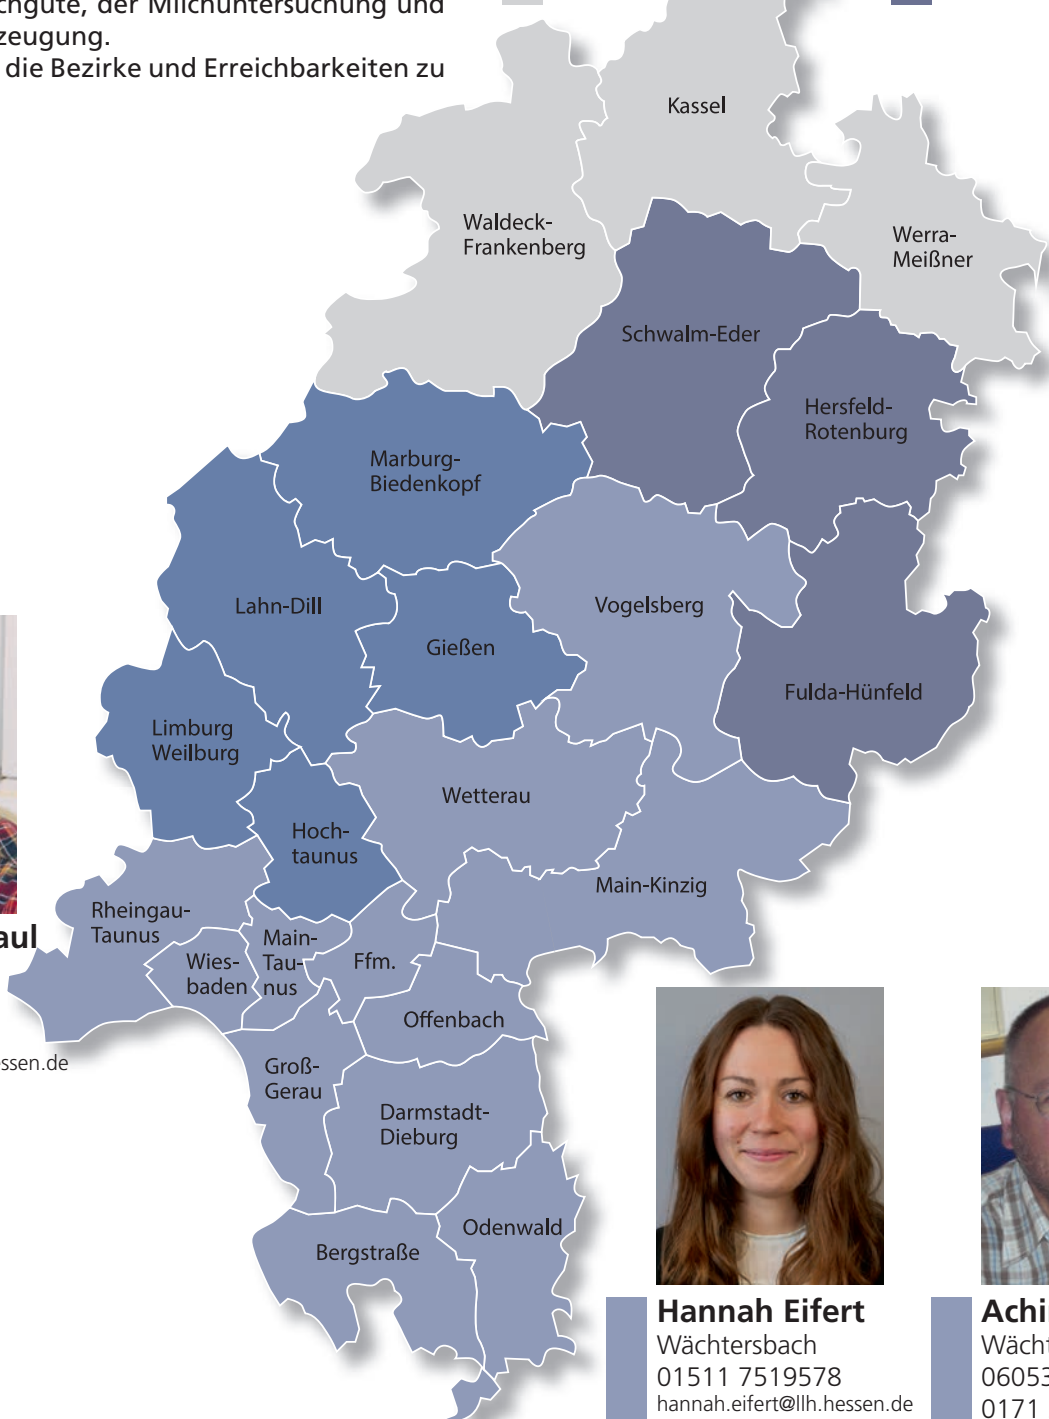 die Bezirke und Erreichbarkeiten zu
Kassel
Waldeck-
Frankenberg
Werra-
Meißner
Schwalm-Eder
Hersfeld-
Rotenburg
Marburg-
Biedenkopf
Lahn-Dill
Gießen
Vogelsberg
Fulda-Hünfeld
Limburg
Weilburg
Wetterau
Hoch-
taunus
Main-Kinzig
Rheingau-
Taunus
Wies-
baden
Main-
Tau-
nus
Ffm.
Offenbach
Groß-
Gerau
Darmstadt-
Dieburg
Odenwald
Bergstraße
Hannah Eifert
Wächtersbach
01511 7519578
hannah.eifert@llh.hessen.de
0171